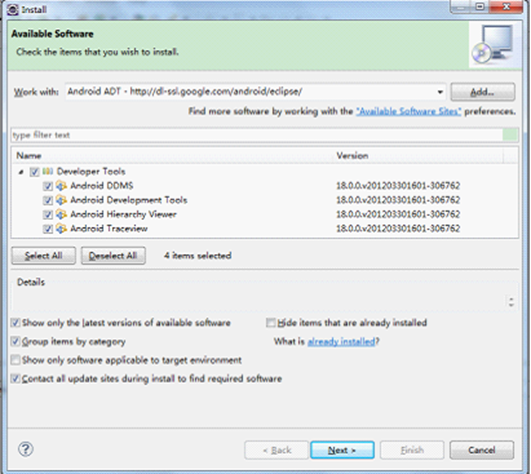 Install
Available Software
Check the items that you wish to install.
Work with: Android ADT - http://dl-ssl.google.com/android/eclipse/ Add...
Find more software by working with the "Available Software Sites" preferences.
type filter text
Name Version
Developer Tools
Android DDMS 18.0.0.v201203301601-306762
Android Development Tools 18.0.0.v201203301601-306762
Android Hierarchy Viewer 18.0.0.v201203301601-306762
Android Traceview 18.0.0.v201203301601-306762
Select All Deselect All 4 items selected
Details
Show only the latest versions of available software Hide items that are already installed
Group items by category What is already installed?
Show only software applicable to target environment
Contact all update sites during install to find required software
? < Back Next > Finish Cancel